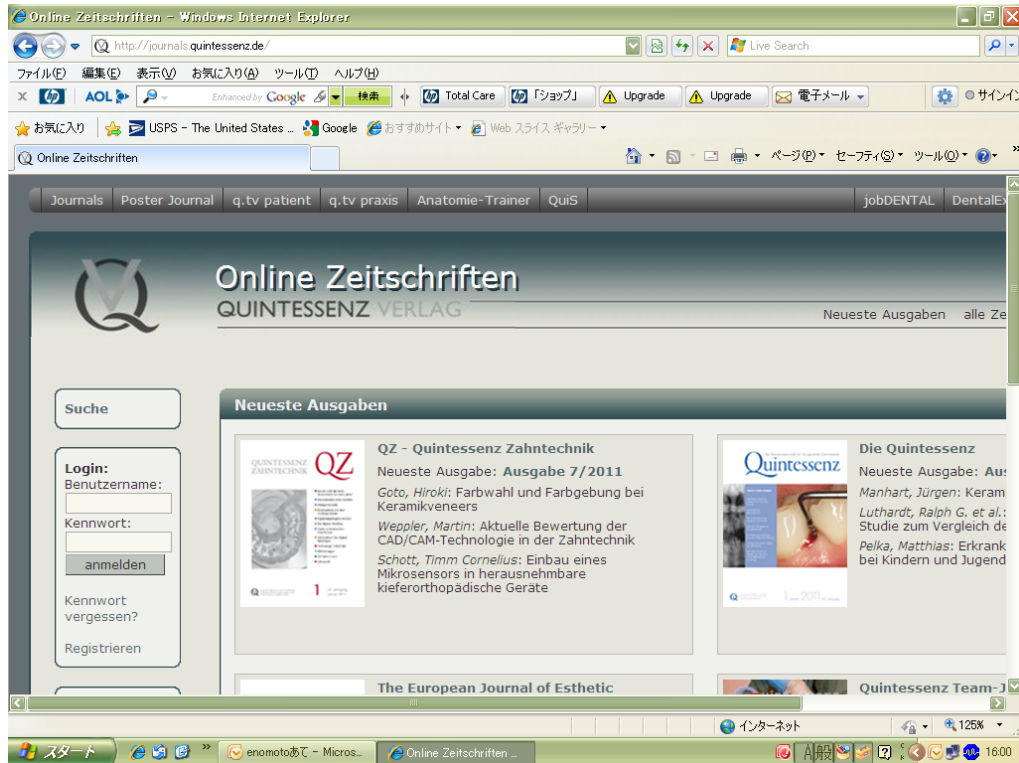 Online Zeitschriften - Windows Internet Explorer
http://journals.quintessenz.de/
Live Search
ファイル(F) 編集(E) 表示(V) お気に入り(A) ツール(T) ヘルプ(H)
AOL Enhanced by Google 検索 Total Care 「ショップ」 Upgrade Upgrade 電子メール サインイン
お気に入り USPS - The United States ... Google おすすめサイト Web スライス ギャラリー
Online Zeitschriften
ページ(P) セーフティ(S) ツール(O)
Journals Poster Journal q.tv patient q.tv praxis Anatomie-Trainer QuiS jobDENTAL DentalEx
Online Zeitschriften
QUINTESSENZ VERLAG
Neueste Ausgaben alle Ze
Suche
Login:
Benutzername:
Kennwort:
anmelden
Kennwort
vergessen?
Registrieren
Neueste Ausgaben
QUINTESSENZ
ZAHNTECHNIK
QZ
QZ - Quintessenz Zahntechnik
Neueste Ausgabe: Ausgabe 7/2011
Goto, Hiroki: Farbwahl und Farbgebung bei
Keramikveneers
Weppler, Martin: Aktuelle Bewertung der
CAD/CAM-Technologie in der Zahntechnik
Schott, Timm Cornelius: Einbau eines
Mikrosensors in herausnehmbare
kieferorthopädische Geräte
Quintessenz
Die Quintessenz
Neueste Ausgabe: Aus
Manhart, Jürgen: Keram
Luthardt, Ralph G. et al.:
Studie zum Vergleich de
Pelka, Matthias: Erkrank
bei Kindern und Jugend
The European Journal of Esthetic
Quintessenz Team-J
インターネット
125%
スタート
enomotoあて - Micros...
Online Zeitschriften ...
A般
16:00